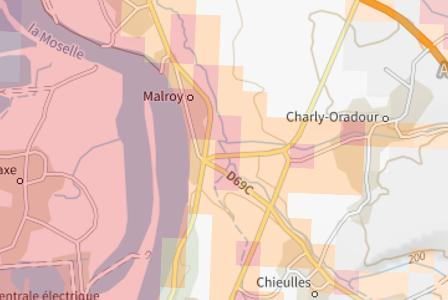 la Moselle
A
Malroy
Charly-Oradour
axe
D69C
200
Chieulles
entrale électrique